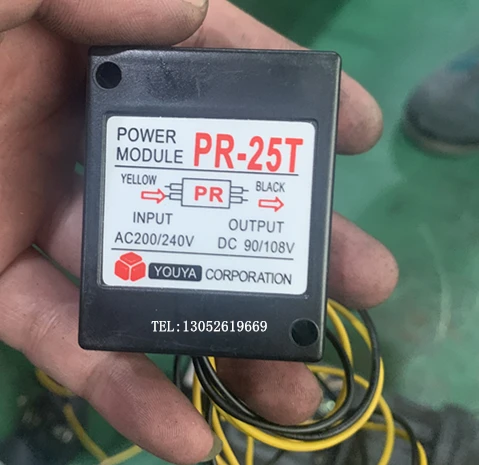 POWER
MODULE PR-25T
YELLOW PR BLACK
INPUT OUTPUT
AC200/240V DC 90/108V
YOUYA CORPORATION
TEL:13052619669